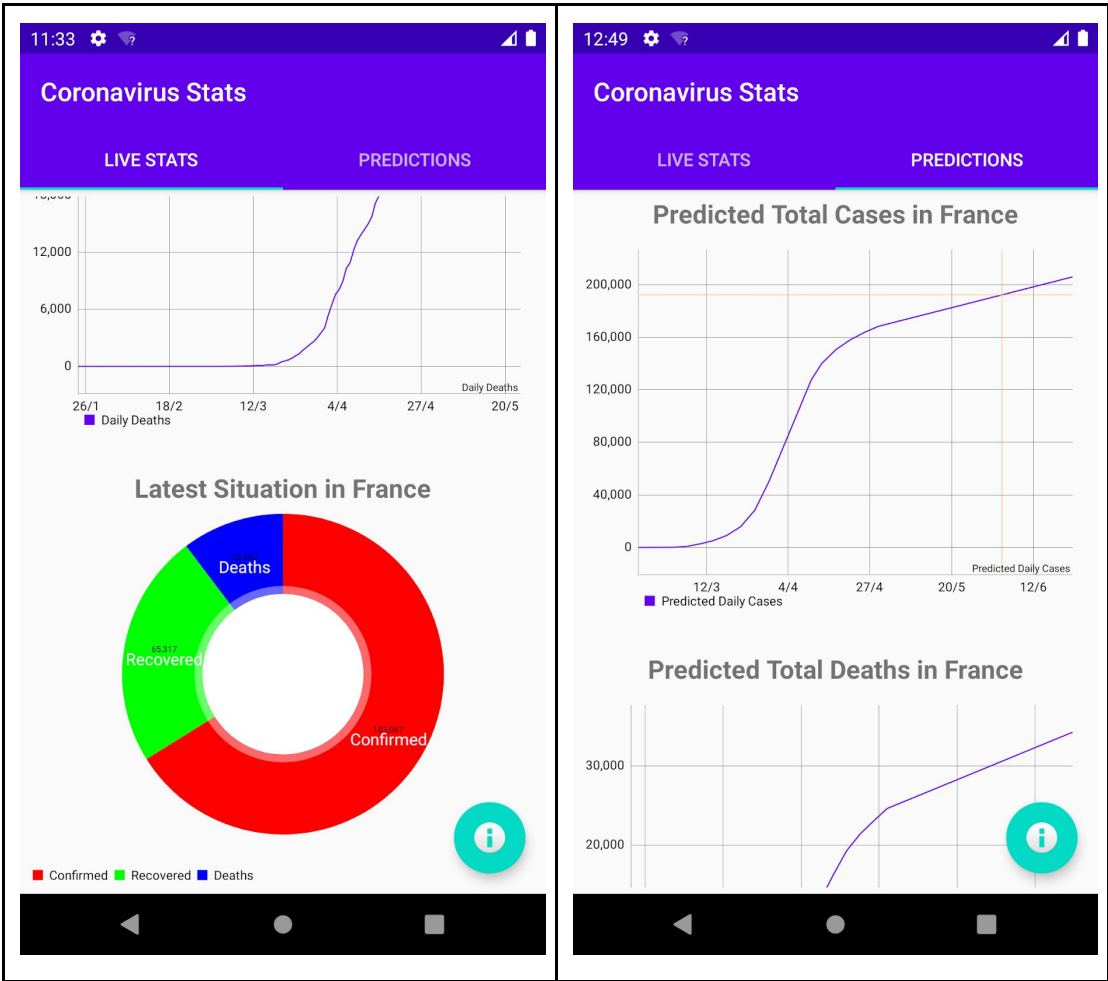 11:33
Coronavirus Stats
LIVE STATS PREDICTIONS
12,000
6,000
0
Daily Deaths
26/1 18/2 12/3 4/4 27/4 20/5
Daily Deaths
Latest Situation in France
Deaths
65,317
Recovered
Confirmed
Confirmed Recovered Deaths
12:49
Coronavirus Stats
LIVE STATS PREDICTIONS
Predicted Total Cases in France
200,000
160,000
120,000
80,000
40,000
0
Predicted Daily Cases
12/3 4/4 27/4 20/5 12/6
Predicted Daily Cases
Predicted Total Deaths in France
30,000
20,000